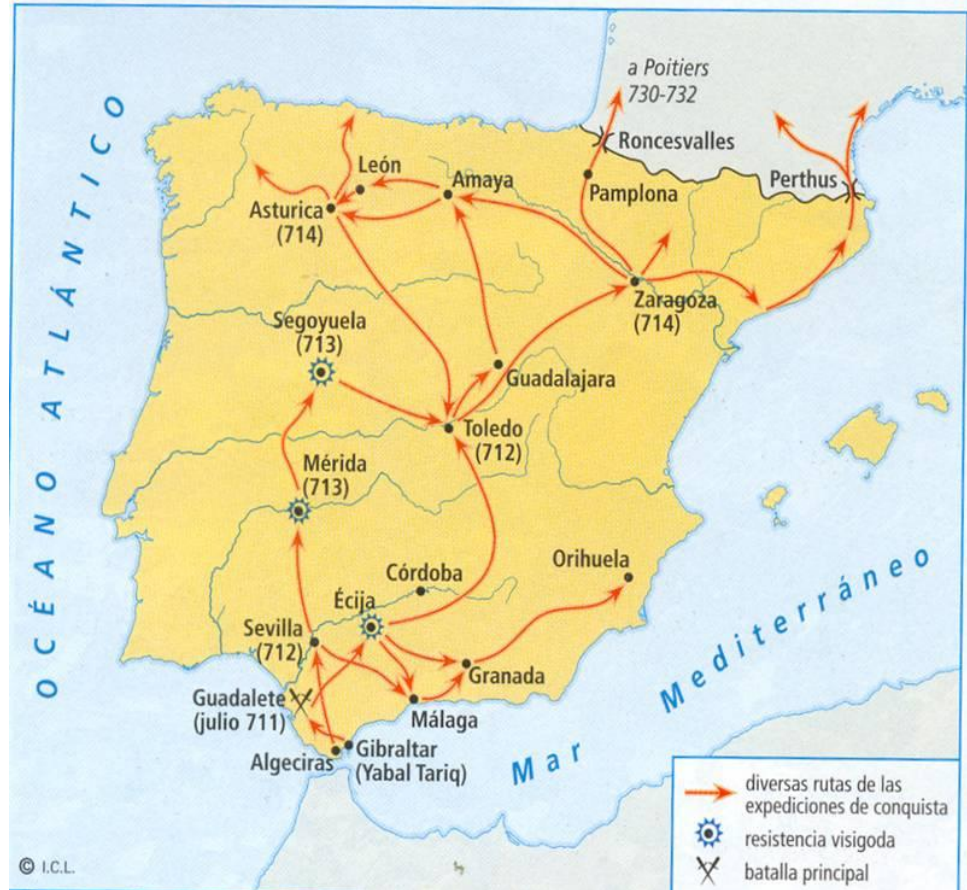 a Poitiers
730-732
Roncesvalles
León
Amaya
Pamplona
Perthus
Asturica
(714)
Zaragoza
(714)
Segoyuela
(713)
Guadalajara
Toledo
(712)
Mérida
(713)
Orihuela
Córdoba
Écija
Sevilla
(712)
Granada
Guadalete
(julio 711)
Málaga
Algeciras
Gibraltar
(Yabal Tariq)
OCÉANO ATLÁNTICO
Mar Mediterráneo
diversas rutas de las
expediciones de conquista
resistencia visigoda
batalla principal
© I.C.L.